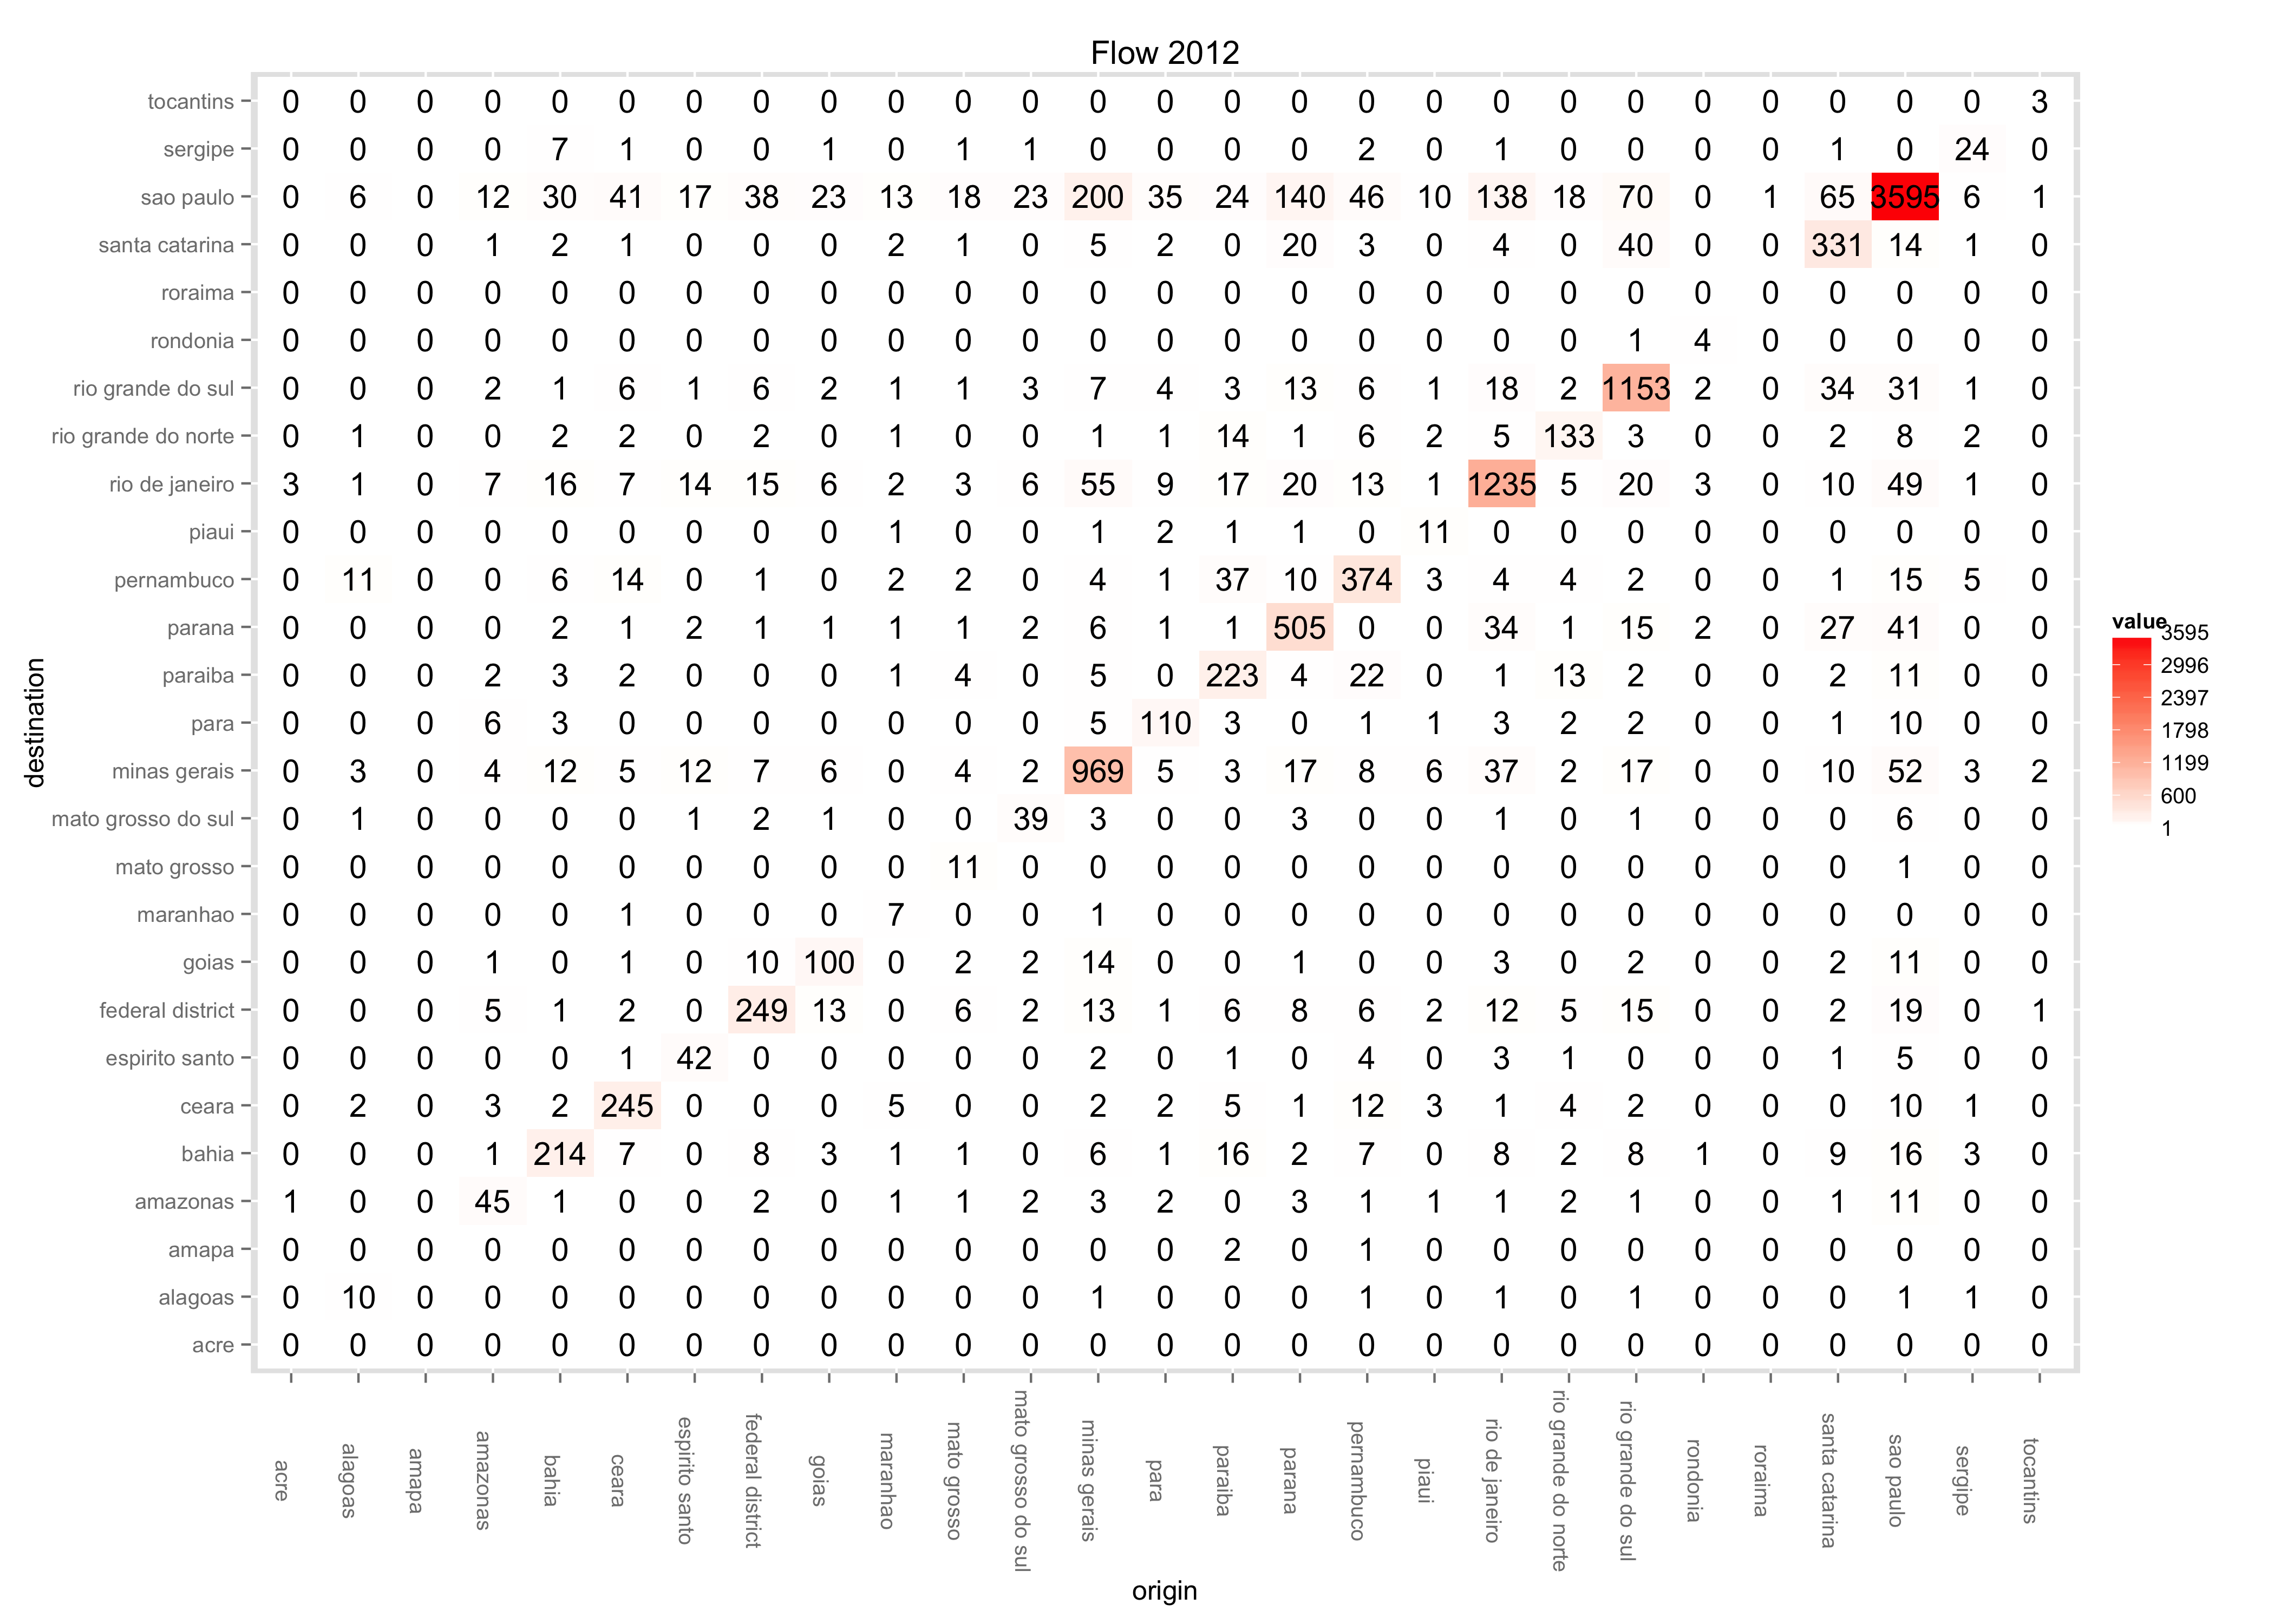 Flow 2012
tocantins 0 0 0 0 0 0 0 0 0 0 0 0 0 0 0 0 0 0 0 0 0 0 0 0 0 0 3
sergipe 0 0 0 0 7 1 0 0 1 0 1 1 0 0 0 0 2 0 1 0 0 0 0 1 0 24 0
sao paulo 0 6 0 12 30 41 17 38 23 13 18 23 200 35 24 140 46 10 138 18 70 0 1 65 3595 6 1
santa catarina 0 0 0 1 2 1 0 0 0 2 1 0 5 2 0 20 3 0 4 0 40 0 0 331 14 1 0
roraima 0 0 0 0 0 0 0 0 0 0 0 0 0 0 0 0 0 0 0 0 0 0 0 0 0 0 0
rondonia 0 0 0 0 0 0 0 0 0 0 0 0 0 0 0 0 0 0 0 0 1 4 0 0 0 0 0
rio grande do sul 0 0 0 2 1 6 1 6 2 1 1 3 7 4 3 13 6 1 18 2 1153 2 0 34 31 1 0
rio grande do norte 0 1 0 0 2 2 0 2 0 1 0 0 1 1 14 1 6 2 5 133 3 0 0 2 8 2 0
rio de janeiro 3 1 0 7 16 7 14 15 6 2 3 6 55 9 17 20 13 1 1235 5 20 3 0 10 49 1 0
piaui 0 0 0 0 0 0 0 0 0 1 0 0 1 2 1 1 0 11 0 0 0 0 0 0 0 0 0
pernambuco 0 11 0 0 6 14 0 1 0 2 2 0 4 1 37 10 374 3 4 4 2 0 0 1 15 5 0
parana 0 0 0 0 2 1 2 1 1 1 1 2 6 1 1 505 0 0 34 1 15 2 0 27 41 0 0
paraiba 0 0 0 2 3 2 0 0 0 1 4 0 5 0 223 4 22 0 1 13 2 0 0 2 11 0 0
para 0 0 0 6 3 0 0 0 0 0 0 0 5 110 3 0 1 1 3 2 2 0 0 1 10 0 0
minas gerais 0 3 0 4 12 5 12 7 6 0 4 2 969 5 3 17 8 6 37 2 17 0 0 10 52 3 2
mato grosso do sul 0 1 0 0 0 0 1 2 1 0 0 39 3 0 0 3 0 0 1 0 1 0 0 0 6 0 0
mato grosso 0 0 0 0 0 0 0 0 0 0 11 0 0 0 0 0 0 0 0 0 0 0 0 0 1 0 0
maranhao 0 0 0 0 0 1 0 0 0 7 0 0 1 0 0 0 0 0 0 0 0 0 0 0 0 0 0
goias 0 0 0 1 0 1 0 10 100 0 2 2 14 0 0 1 0 0 3 0 2 0 0 2 11 0 0
federal district 0 0 0 5 1 2 0 249 13 0 6 2 13 1 6 8 6 2 12 5 15 0 0 2 19 0 1
espirito santo 0 0 0 0 0 1 42 0 0 0 0 0 2 0 1 0 4 0 3 1 0 0 0 1 5 0 0
ceara 0 2 0 3 2 245 0 0 0 5 0 0 2 2 5 1 12 3 1 4 2 0 0 0 10 1 0
bahia 0 0 0 1 214 7 0 8 3 1 1 0 6 1 16 2 7 0 8 2 8 1 0 9 16 3 0
amazonas 1 0 0 45 1 0 0 2 0 1 1 2 3 2 0 3 1 1 1 2 1 0 0 1 11 0 0
amapa 0 0 0 0 0 0 0 0 0 0 0 0 0 0 2 0 1 0 0 0 0 0 0 0 0 0 0
alagoas 0 10 0 0 0 0 0 0 0 0 0 0 1 0 0 0 1 0 1 0 1 0 0 0 1 1 0
acre 0 0 0 0 0 0 0 0 0 0 0 0 0 0 0 0 0 0 0 0 0 0 0 0 0 0 0
acre
alagoas
amapa
amazonas
bahia
ceara
espirito santo
federal district
goias
maranhao
mato grosso
mato grosso do sul
minas gerais
para
paraiba
parana
pernambuco
piaui
rio de janeiro
rio grande do norte
rio grande do sul
rondonia
roraima
santa catarina
sao paulo
sergipe
tocantins
origin
destination
value
3595
2996
2397
1798
1199
600
1